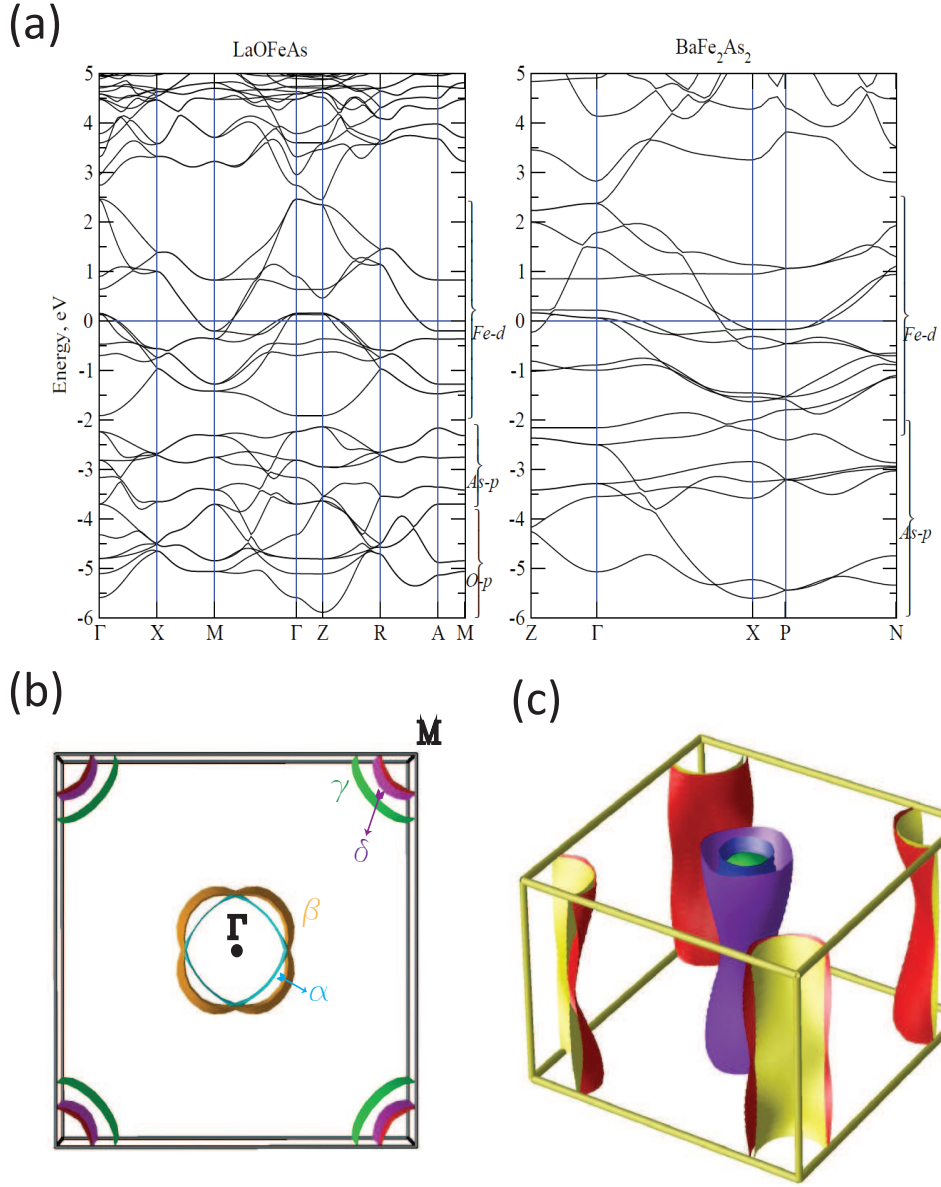 (a)
LaOFeAs
BaFe2As2
Energy, eV
5
4
3
2
1
0
-1
-2
-3
-4
-5
-6
Γ X M Γ Z R A M
Fe-d
As-p
O-p
5
4
3
2
1
0
-1
-2
-3
-4
-5
-6
Z Γ X P N
Fe-d
As-p
(b)
M
γ
δ
β
Γ
α
(c)